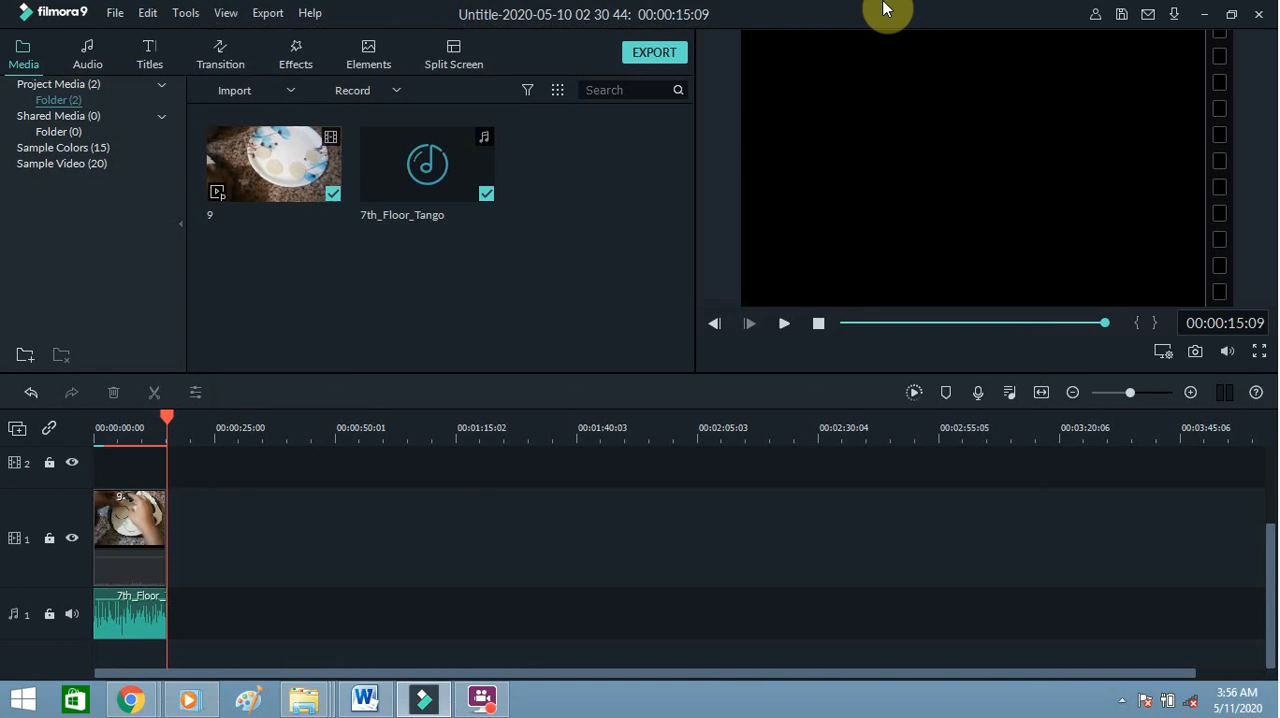 filmora9 File Edit Tools View Export Help Untitle-2020-05-10 02 30 44: 00:00:15:09
Media Audio Titles Transition Effects Elements Split Screen EXPORT
Project Media (2)
Folder (2)
Shared Media (0)
Folder (0)
Sample Colors (15)
Sample Video (20)
Import Record Search
9 7th_Floor_Tango
00:00:15:09
00:00:00:00 00:00:25:00 00:00:50:01 00:01:15:02 00:01:40:03 00:02:05:03 00:02:30:04 00:02:55:05 00:03:20:06 00:03:45:06
2
9
1
7th_Floor_
1
3:56 AM
5/11/2020